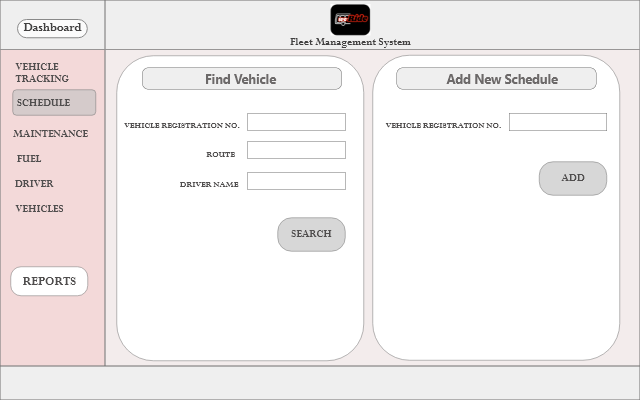 Dashboard
Ride
Fleet Management System
VEHICLE
TRACKING
SCHEDULE
MAINTENANCE
FUEL
DRIVER
VEHICLES
REPORTS
Find Vehicle
VEHICLE REGISTRATION NO.
ROUTE
DRIVER NAME
SEARCH
Add New Schedule
VEHICLE REGISTRATION NO.
ADD